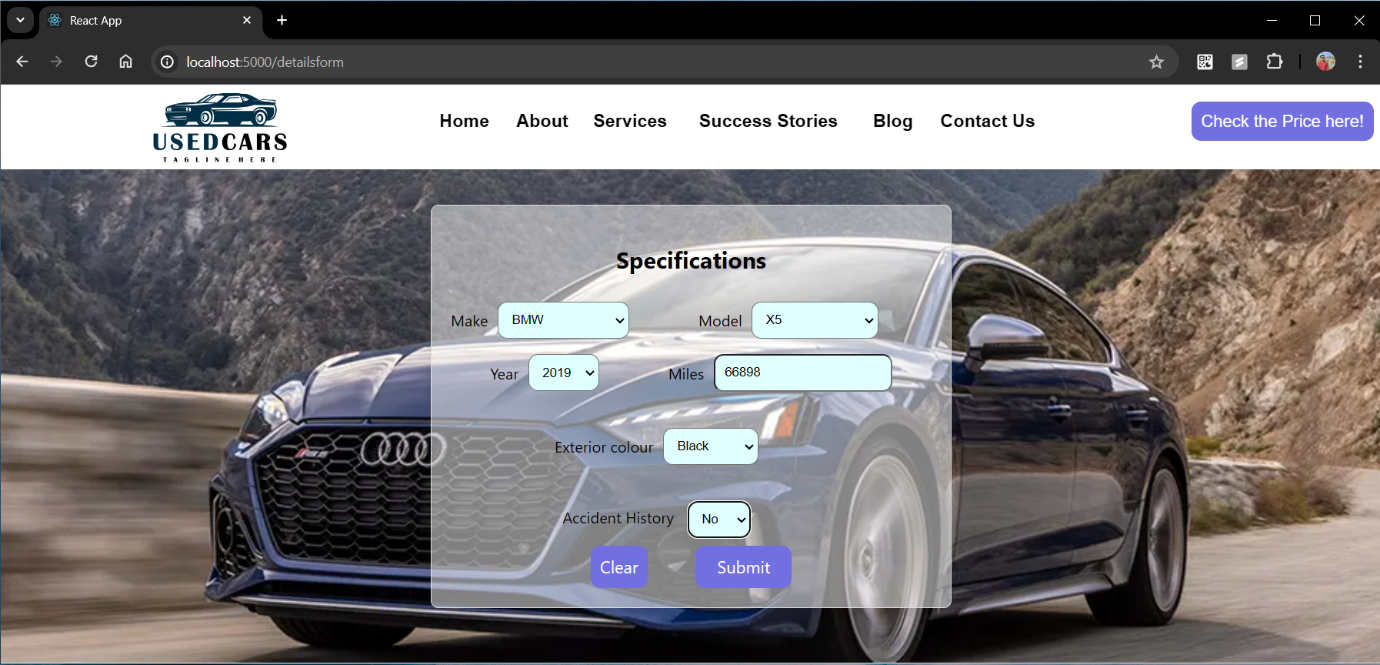 React App
localhost:5000/detailsform
USEDCARS
TAGLINE HERE
Home About Services Success Stories Blog Contact Us
Check the Price here!
Specifications
Make BMW Model X5
Year 2019 Miles 66898
Exterior colour Black
Accident History No
Clear Submit